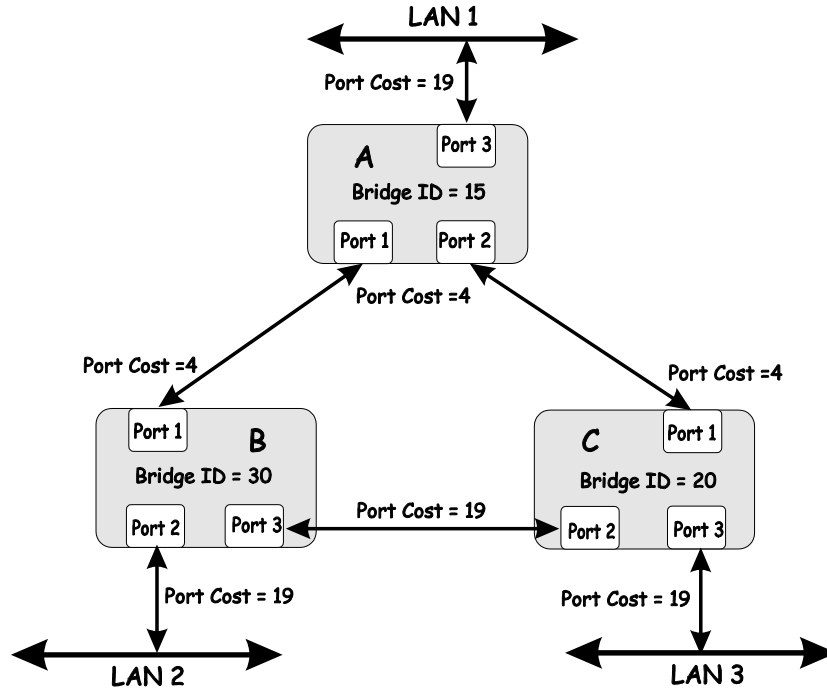 LAN 1
Port Cost = 19
Port 3
A
Bridge ID = 15
Port 1
Port 2
Port Cost =4
Port Cost =4
Port Cost =4
Port 1
B
Bridge ID = 30
Port 2
Port 3
Port Cost = 19
C
Port 1
Bridge ID = 20
Port 2
Port 3
Port Cost = 19
Port Cost = 19
LAN 2
LAN 3